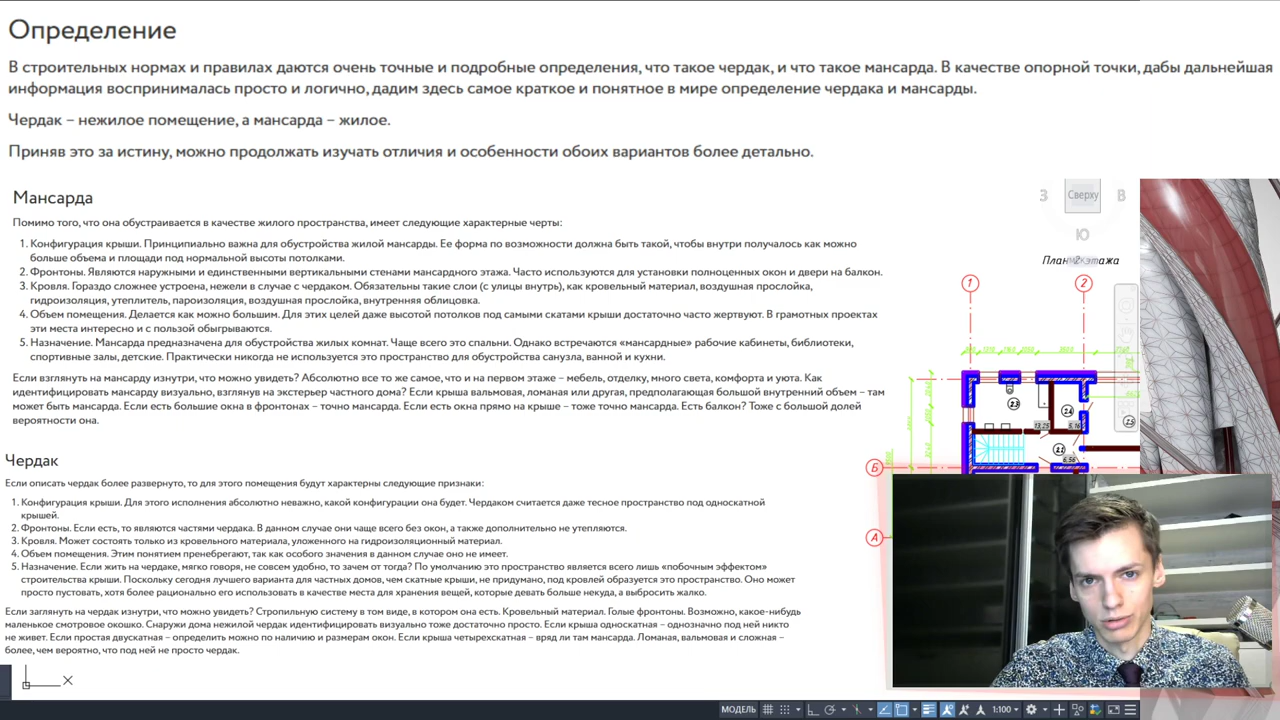 Определение
В строительных нормах и правилах даются очень точные и подробные определения, что такое чердак, и что такое мансарда. В качестве опорной точки, дабы дальнейшая
информация воспринималась просто и логично, дадим здесь самое краткое и понятное в мире определение чердака и мансарды.
Чердак – нежилое помещение, а мансарда – жилое.
Приняв это за истину, можно продолжать изучать отличия и особенности обоих вариантов более детально.
Мансарда
Помимо того, что она обустраивается в качестве жилого пространства, имеет следующие характерные черты:
1. Конфигурация крыши. Принципиально важна для обустройства жилой мансарды. Ее форма по возможности должна быть такой, чтобы внутри получалось как можно
больше объема и площади под нормальной высоты потолками.
2. Фронтоны. Являются наружными и единственными вертикальными стенами мансардного этажа. Часто используются для установки полноценных окон и двери на балкон.
3. Кровля. Гораздо сложнее устроена, нежели в случае с чердаком. Обязательны такие слои (с улицы внутрь), как кровельный материал, воздушная прослойка,
гидроизоляция, утеплитель, пароизоляция, воздушная прослойка, внутренняя облицовка.
4. Объем помещения. Делается как можно большим. Для этих целей даже высотой потолков под самыми скатами крыши достаточно часто жертвуют. В грамотных проектах
эти места интересно и с пользой обыгрываются.
5. Назначение. Мансарда предназначена для обустройства жилых комнат. Чаще всего это спальни. Однако встречаются «мансардные» рабочие кабинеты, библиотеки,
спортивные залы, детские. Практически никогда не используется это пространство для обустройства санузла, ванной и кухни.
Если взглянуть на мансарду изнутри, что можно увидеть? Абсолютно все то же самое, что и на первом этаже – мебель, отделку, много света, комфорта и уюта. Как
идентифицировать мансарду визуально, взглянув на экстерьер частного дома? Если крыша вальмовая, ломаная или другая, предполагающая большой внутренний объем – там
может быть мансарда. Если есть большие окна в фронтонах – точно мансарда. Если есть окна прямо на крыше – тоже точно мансарда. Есть балкон? Тоже с большой долей
вероятности она.
Чердак
Если описать чердак более развернуто, то для этого помещения будут характерны следующие признаки:
1. Конфигурация крыши. Для этого исполнения абсолютно неважно, какой конфигурации она будет. Чердаком считается даже тесное пространство под односкатной
крышей.
2. Фронтоны. Если есть, то являются частями чердака. В данном случае они чаще всего без окон, а также дополнительно не утепляются.
3. Кровля. Может состоять только из кровельного материала, уложенного на гидроизоляционный материал.
4. Объем помещения. Этим понятием пренебрегают, так как особого значения в данном случае оно не имеет.
5. Назначение. Если жить на чердаке, мягко говоря, не совсем удобно, то зачем от тогда? По умолчанию это пространство является всего лишь «побочным эффектом»
строительства крыши. Поскольку сегодня лучшего варианта для частных домов, чем скатные крыши, не придумано, под кровлей образуется это пространство. Оно может
просто пустовать, хотя более рационально его использовать в качестве места для хранения вещей, которые девать больше некуда, а выбросить жалко.
Если заглянуть на чердак изнутри, что можно увидеть? Стропильную систему в том виде, в котором она есть. Кровельный материал. Голые фронтоны. Возможно, какое-нибудь
маленькое смотровое окошко. Снаружи дома нежилой чердак идентифицировать визуально тоже достаточно просто. Если крыша односкатная – однозначно под ней никто
не живет. Если простая двускатная – определить можно по наличию и размерам окон. Если крыша четырехскатная – вряд ли там мансарда. Ломаная, вальмовая и сложная –
более, чем вероятно, что под ней не просто чердак.
З Сверху В
Ю
этажа
1 2
Б
А
МОДЕЛЬ
1:100